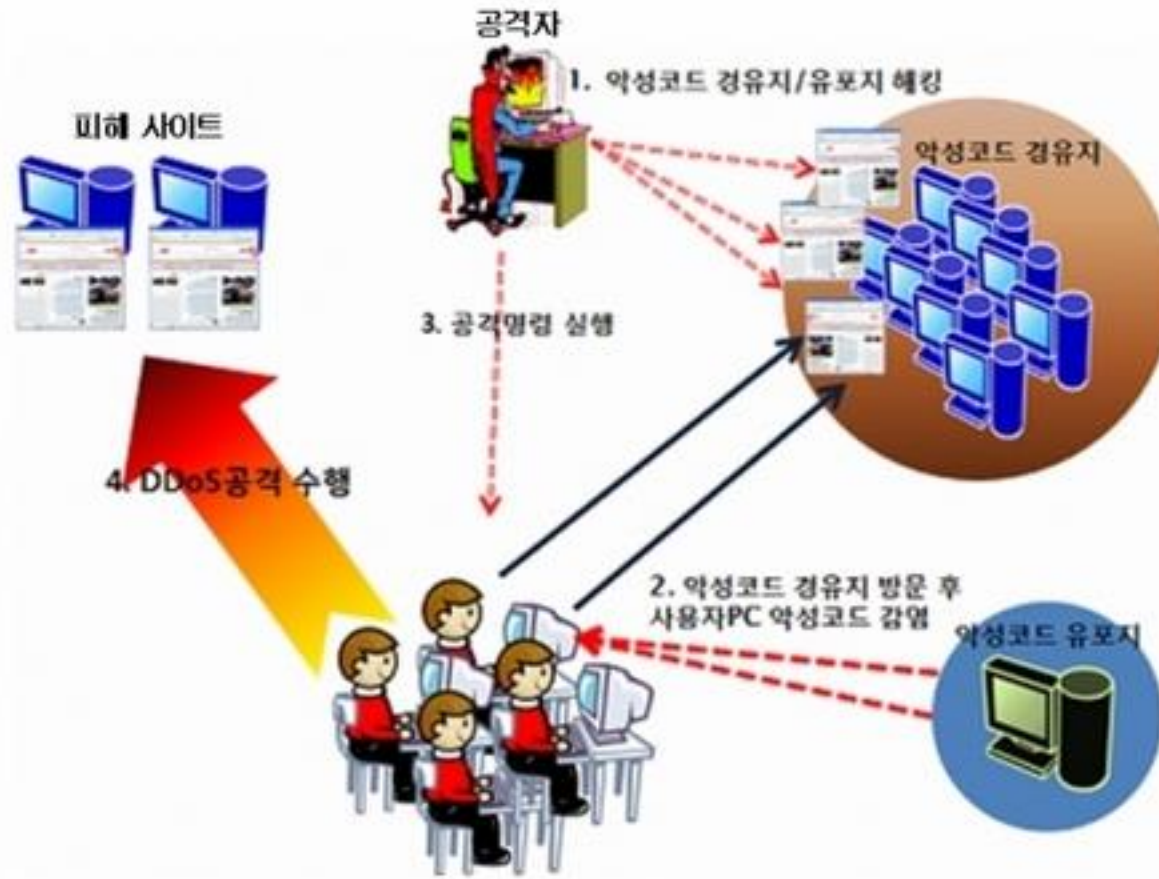 공격자
1. 악성코드 경유지/유포지 해킹
피해 사이트
악성코드 경유지
3. 공격명령 실행
4. DDoS공격 수행
2. 악성코드 경유지 방문 후
사용자PC 악성코드 감염
악성코드 유포지